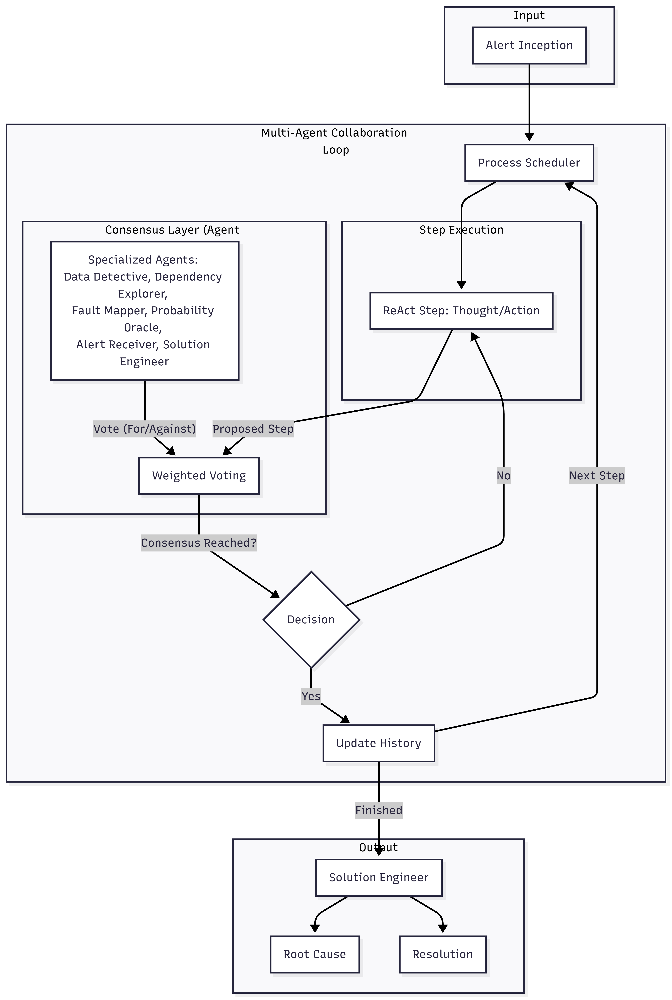 Input
Alert Inception
Multi-Agent Collaboration
Loop
Process Scheduler
Consensus Layer (Agent
Step Execution
Specialized Agents:
Data Detective, Dependency
Explorer,
Fault Mapper, Probability
Oracle,
Alert Receiver, Solution
Engineer
ReAct Step: Thought/Action
Vote (For/Against)
Proposed Step
Weighted Voting
No
Next Step
Consensus Reached?
Decision
Yes
Update History
Finished
Output
Solution Engineer
Root Cause
Resolution